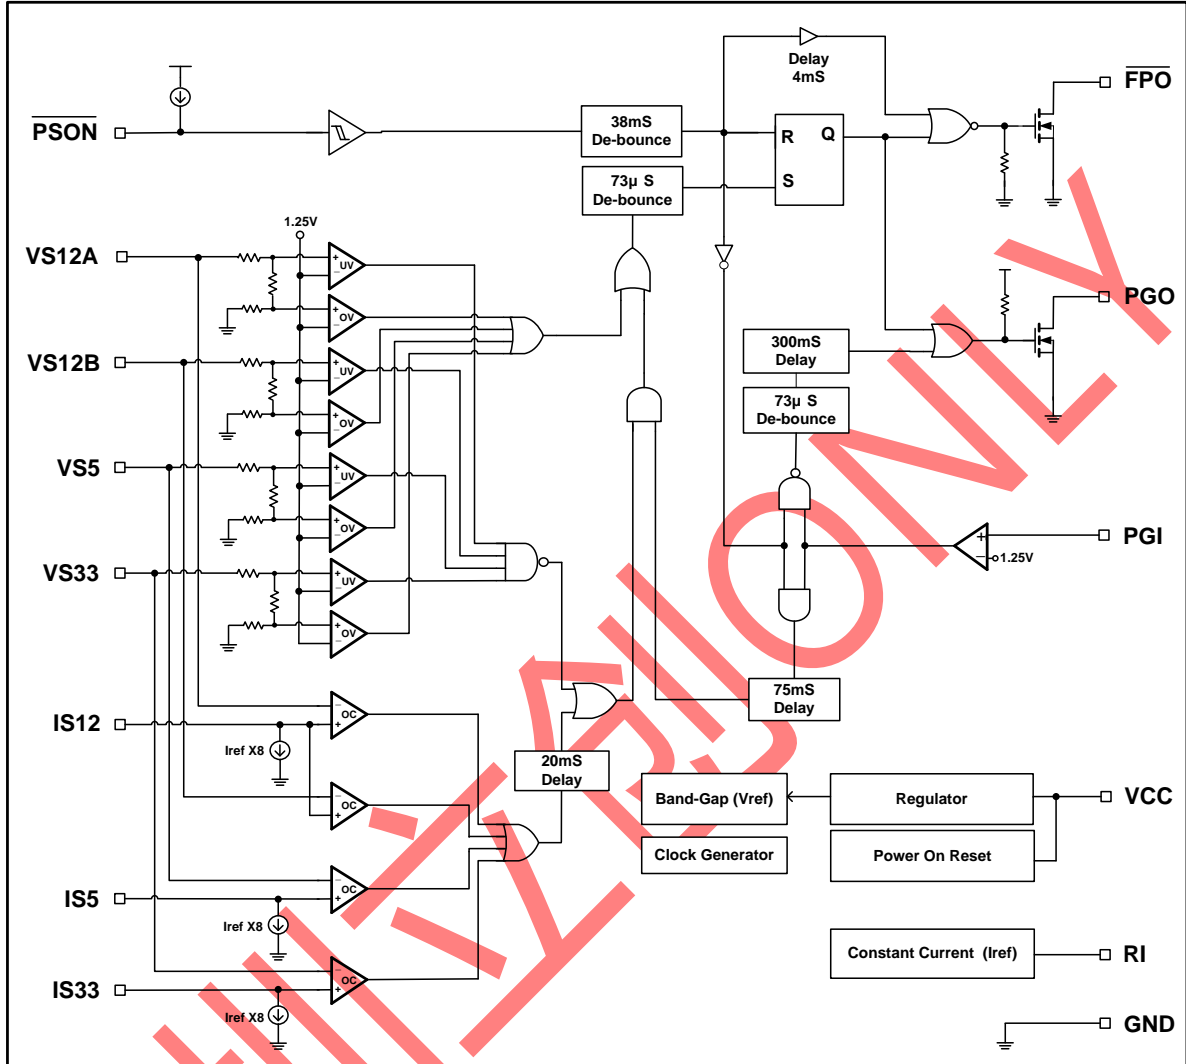 Delay
4mS
FPO
PSON
38mS
De-bounce
R
Q
S
73µ S
De-bounce
1.25V
VS12A
+
−
UV
+
−
OV
PGO
300mS
Delay
VS12B
+
−
UV
73µ S
De-bounce
+
−
OV
VS5
+
−
UV
+
−
OV
PGI
+
−
1.25V
VS33
+
−
UV
+
−
OV
75mS
Delay
IS12
−
+
OC
Iref X8
20mS
Delay
−
+
OC
Band-Gap (Vref)
Regulator
VCC
Clock Generator
Power On Reset
IS5
−
+
OC
Iref X8
Constant Current (Iref)
RI
IS33
−
+
OC
Iref X8
GND
ONLY